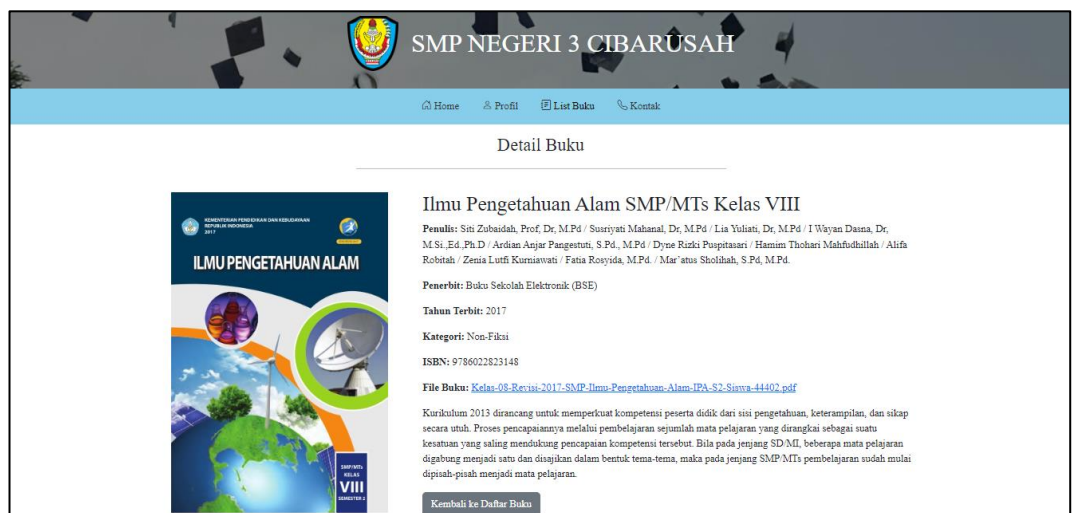 SMP NEGERI 3 CIBARUSAH
Home Profil List Buku Kontak
Detail Buku
KEMENTERIAN PENDIDIKAN DAN KEBUDAYAAN
REPUBLIK INDONESIA
2017
ILMU PENGETAHUAN ALAM
SMP/MTs
KELAS
VIII
SEMESTER 2
Ilmu Pengetahuan Alam SMP/MTs Kelas VIII
Penulis: Siti Zubaidah, Prof, Dr, M.Pd / Susriyati Mahanal, Dr, M.Pd / Lia Yuliati, Dr, M.Pd / I Wayan Dasna, Dr,
M.Si.,Ed.,Ph.D / Ardian Anjar Pangestuti, S.Pd., M.Pd / Dyne Rizki Puspitasari / Hamim Thohari Mahfudhillah / Alifa
Robitah / Zenia Lutfi Kurniawati / Fatia Rosyida, M.Pd. / Mar’atus Sholihah, S.Pd, M.Pd.
Penerbit: Buku Sekolah Elektronik (BSE)
Tahun Terbit: 2017
Kategori: Non-Fiksi
ISBN: 9786022823148
File Buku: Kelas-08-Revisi-2017-SMP-Ilmu-Pengetahuan-Alam-IPA-S2-Siswa-44402.pdf
Kurikulum 2013 dirancang untuk memperkuat kompetensi peserta didik dari sisi pengetahuan, keterampilan, dan sikap
secara utuh. Proses pencapaiannya melalui pembelajaran sejumlah mata pelajaran yang dirangkai sebagai suatu
kesatuan yang saling mendukung pencapaian kompetensi tersebut. Bila pada jenjang SD/MI, beberapa mata pelajaran
digabung menjadi satu dan disajikan dalam bentuk tema-tema, maka pada jenjang SMP/MTs pembelajaran sudah mulai
dipisah-pisah menjadi mata pelajaran.
Kembali ke Daftar Buku